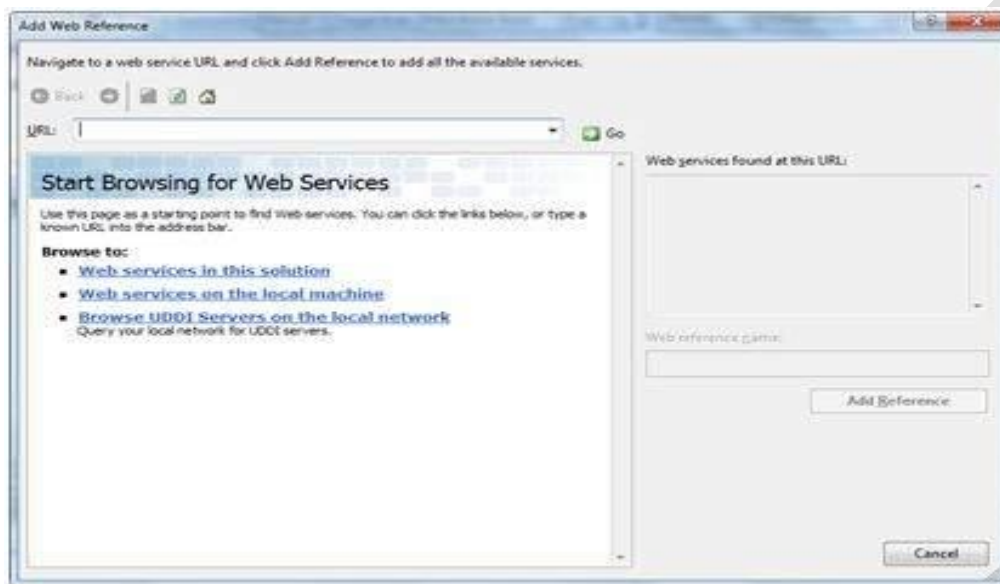 Add Web Reference
Navigate to a web service URL and click Add Reference to add all the available services.
Back
URL:
Go
Start Browsing for Web Services
Use this page as a starting point to find Web services. You can click the links below, or type a
known URL into the address bar.
Browse to:
• Web services in this solution
• Web services on the local machine
• Browse UDDI Servers on the local network
Query your local network for UDDI servers.
Web services found at this URL:
Web reference name:
Add Reference
Cancel